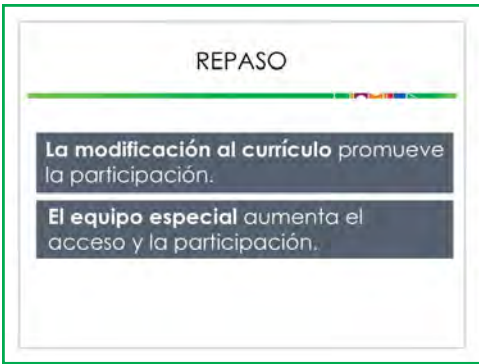 REPASO
La modificación al currículo promueve
la participación.
El equipo especial aumenta el
acceso y la participación.